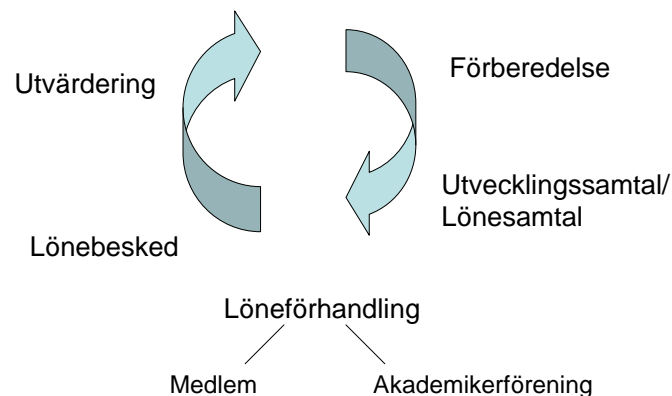 Utvärdering
Förberedelse
Utvecklingssamtal/
Lönesamtal
Lönebesked
Löneförhandling
Medlem
Akademikerförening